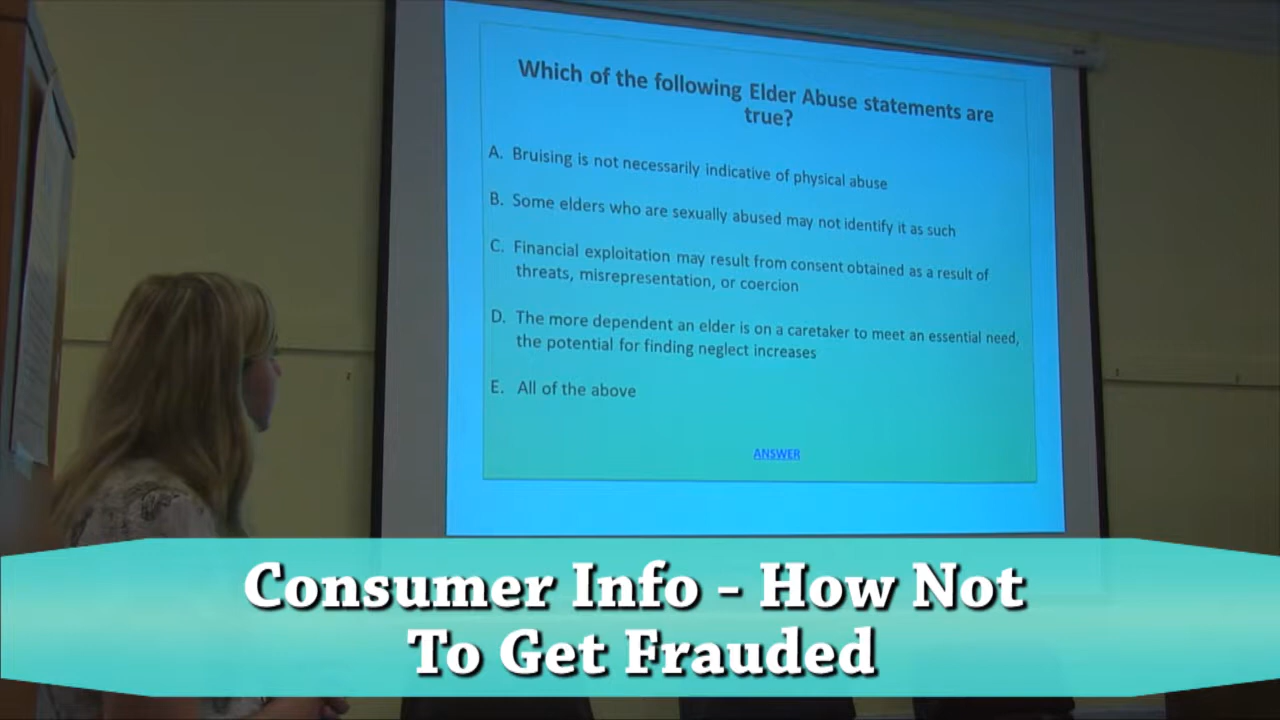 Which of the following Elder Abuse statements are
true?
A. Bruising is not necessarily indicative of physical abuse
B. Some elders who are sexually abused may not identify it as such
C. Financial exploitation may result from consent obtained as a result of
threats, misrepresentation, or coercion
D. The more dependent an elder is on a caretaker to meet an essential need,
the potential for finding neglect increases
E. All of the above
ANSWER
Consumer Info - How Not
To Get Frauded